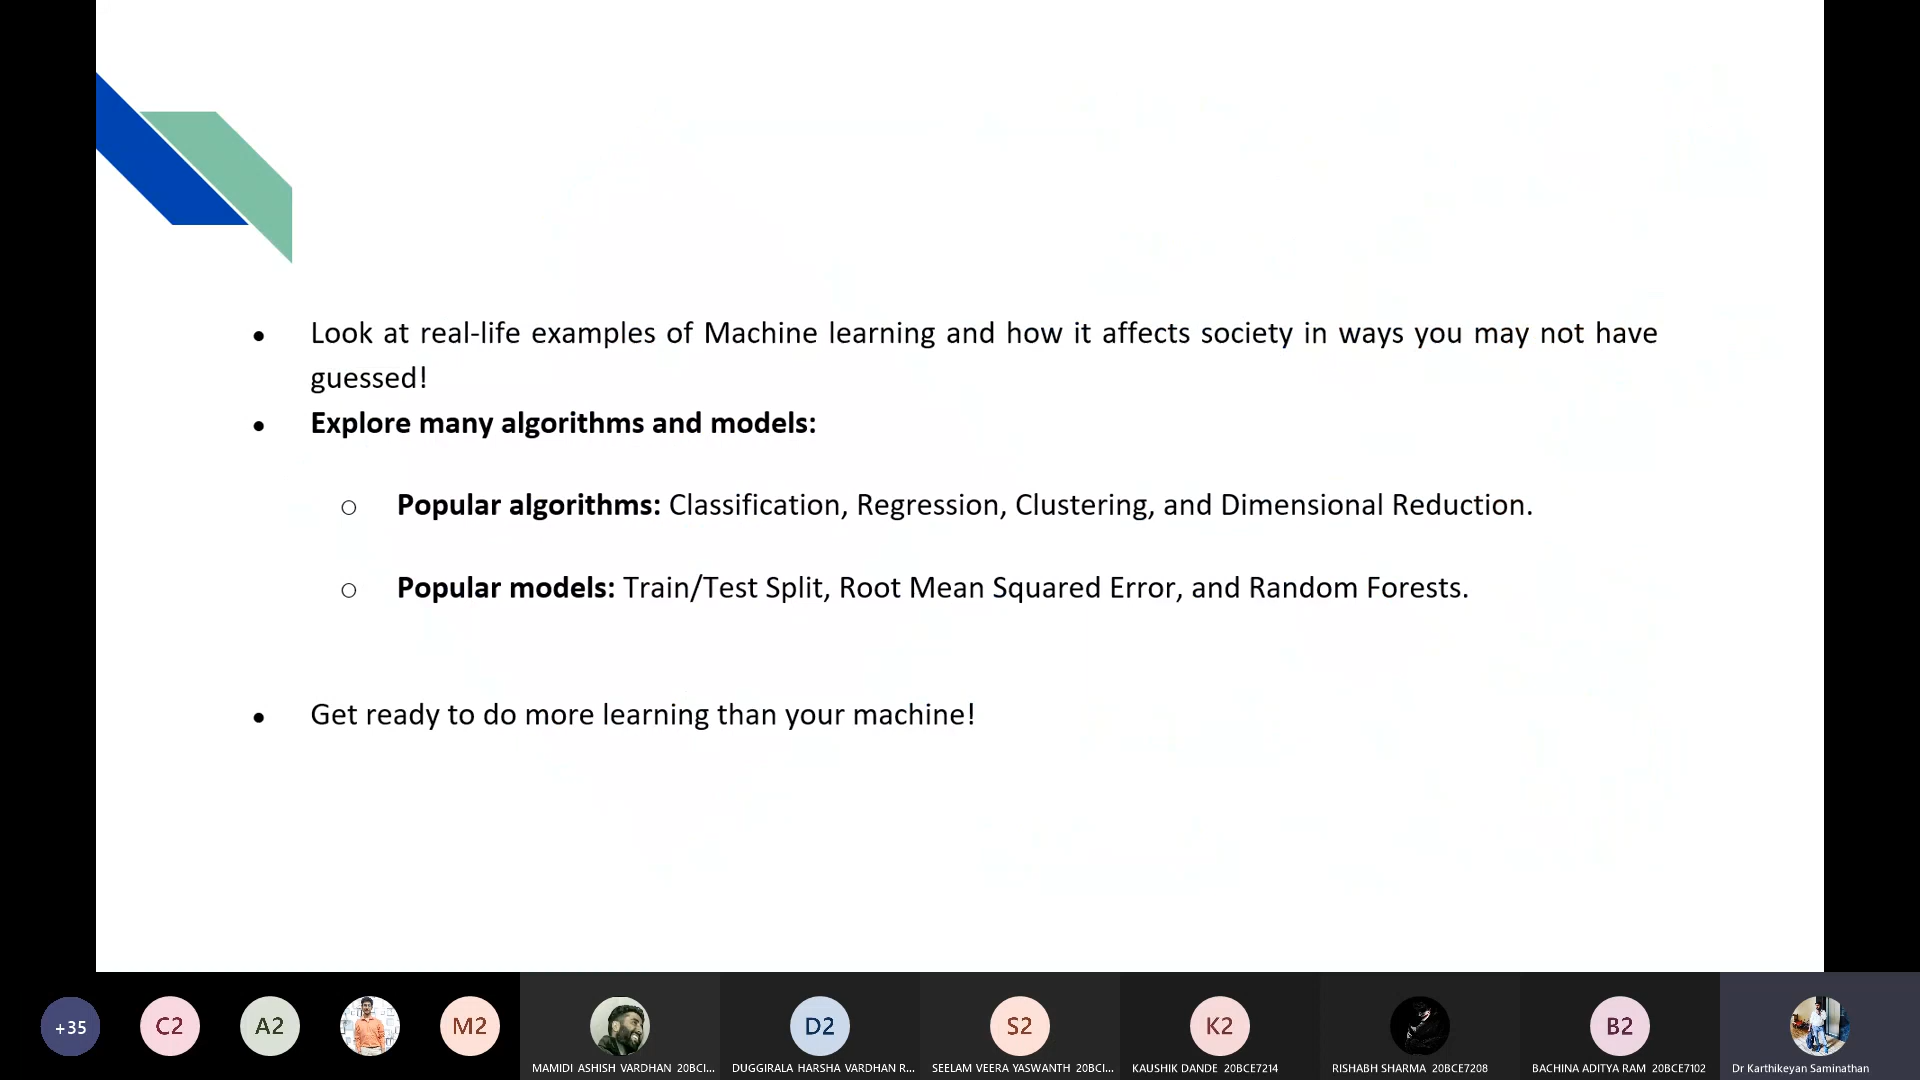 Look at real-life examples of Machine learning and how it affects society in ways you may not have
guessed!
Explore many algorithms and models:
Popular algorithms: Classification, Regression, Clustering, and Dimensional Reduction.
Popular models: Train/Test Split, Root Mean Squared Error, and Random Forests.
Get ready to do more learning than your machine!
+35
C2
A2
M2
D2
S2
K2
B2
MAMIDI ASHISH VARDHAN 20BCI...
DUGGIRALA HARSHA VARDHAN R...
SEELAM VEERA YASWANTH 20BCI...
KAUSHIK DANDE 20BCE7214
RISHABH SHARMA 20BCE7208
BACHINA ADITYA RAM 20BCE7102
Dr Karthikeyan Saminathan